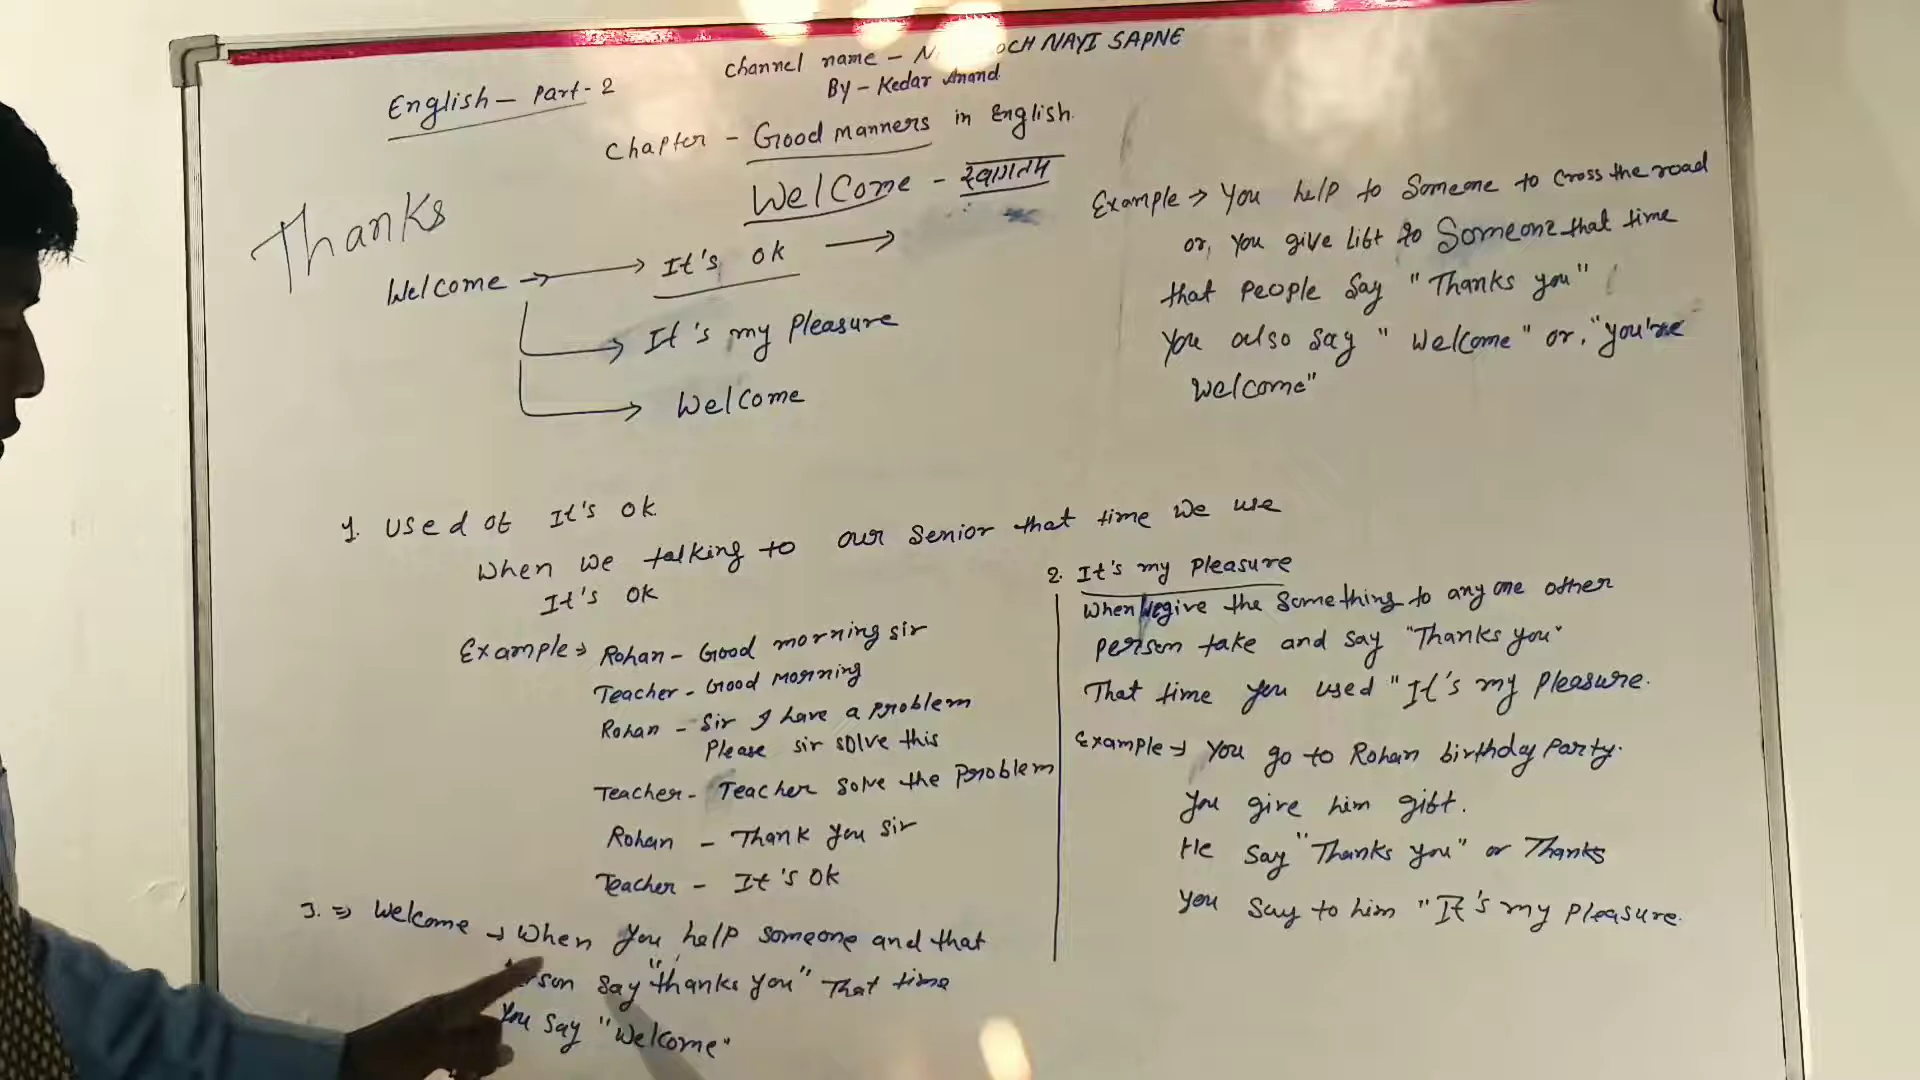 English - Part-2
Channel name - N OCH NAYI SAPNE
By - Kedar Anand
Chapter - Good manners in English.
Welcome - स्वागतम
Thanks
Welcome → → It's ok →
→ It's my pleasure
→ Welcome
Example → You help to Someone to cross the road
or, you give lift to Someone that time
that people say "Thanks you"
You also say "Welcome" or, "you're
Welcome"
1. Used of It's ok.
When we talking to our Senior that time we use
It's ok
Example → Rohan - Good morning sir
Teacher - Good morning
Rohan - Sir I have a problem
Please sir solve this
Teacher - Teacher solve the problem
Rohan - Thank you sir
Teacher - It's ok
2. It's my pleasure
When we give the something to any one other
person take and say "Thanks you"
That time you used "It's my pleasure.
Example → You go to Rohan birthday party.
You give him gift.
He say "Thanks you" or Thanks
You say to him "It's my pleasure.
3. ⇒ Welcome → When you help someone and that
rson say "thanks you" That time
You say "Welcome"